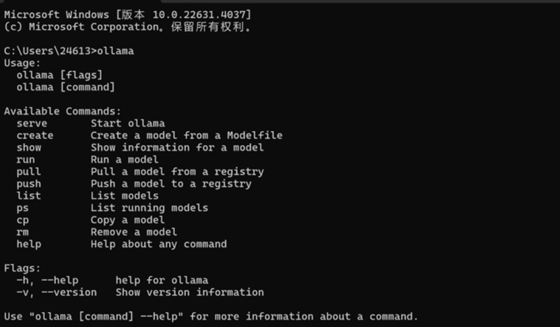 Microsoft Windows [版本 10.0.22631.4037]
(c) Microsoft Corporation。保留所有权利。
C:\Users\24613>ollama
Usage:
  ollama [flags]
  ollama [command]
Available Commands:
  serve       Start ollama
  create      Create a model from a Modelfile
  show        Show information for a model
  run         Run a model
  pull        Pull a model from a registry
  push        Push a model to a registry
  list        List models
  ps          List running models
  cp          Copy a model
  rm          Remove a model
  help        Help about any command
Flags:
  -h, --help      help for ollama
  -v, --version   Show version information
Use "ollama [command] --help" for more information about a command.